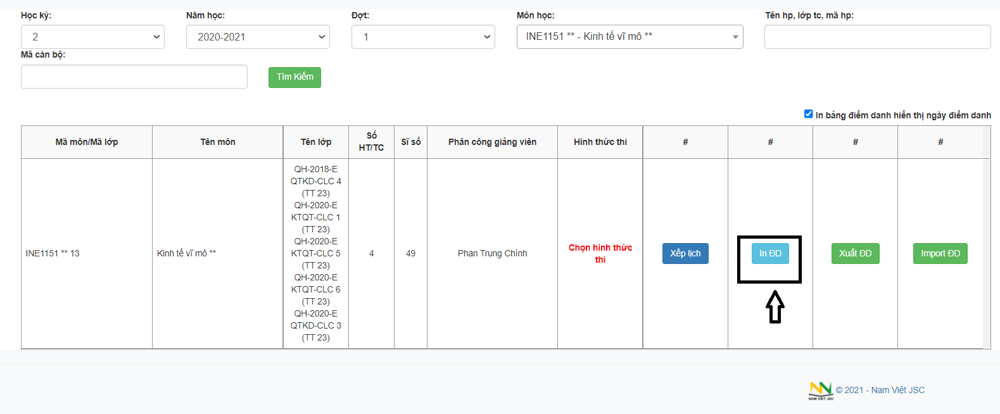 Học kỳ:
Năm học:
Đợt:
Môn học:
Tên hp, lớp tc, mã hp:
2
2020-2021
1
INE1151 ** - Kinh tế vĩ mô **
Mã cán bộ:
Tìm Kiếm
In bảng điểm danh hiển thị ngày điểm danh
Mã môn/Mã lớp
Tên môn
Tên lớp
Số
HT/TC
Sĩ số
Phân công giảng viên
Hình thức thi
#
#
#
#
INE1151 ** 13
Kinh tế vĩ mô **
QH-2018-E
QTKD-CLC 4
(TT 23)
QH-2020-E
KTQT-CLC 1
(TT 23)
QH-2020-E
KTQT-CLC 5
(TT 23)
QH-2020-E
KTQT-CLC 6
(TT 23)
QH-2020-E
QTKD-CLC 3
(TT 23)
4
49
Phan Trung Chính
Chọn hình thức
thi
Xếp lịch
In ĐD
Xuất ĐD
Import ĐD
NAM VIET JSC
© 2021 - Nam Việt JSC